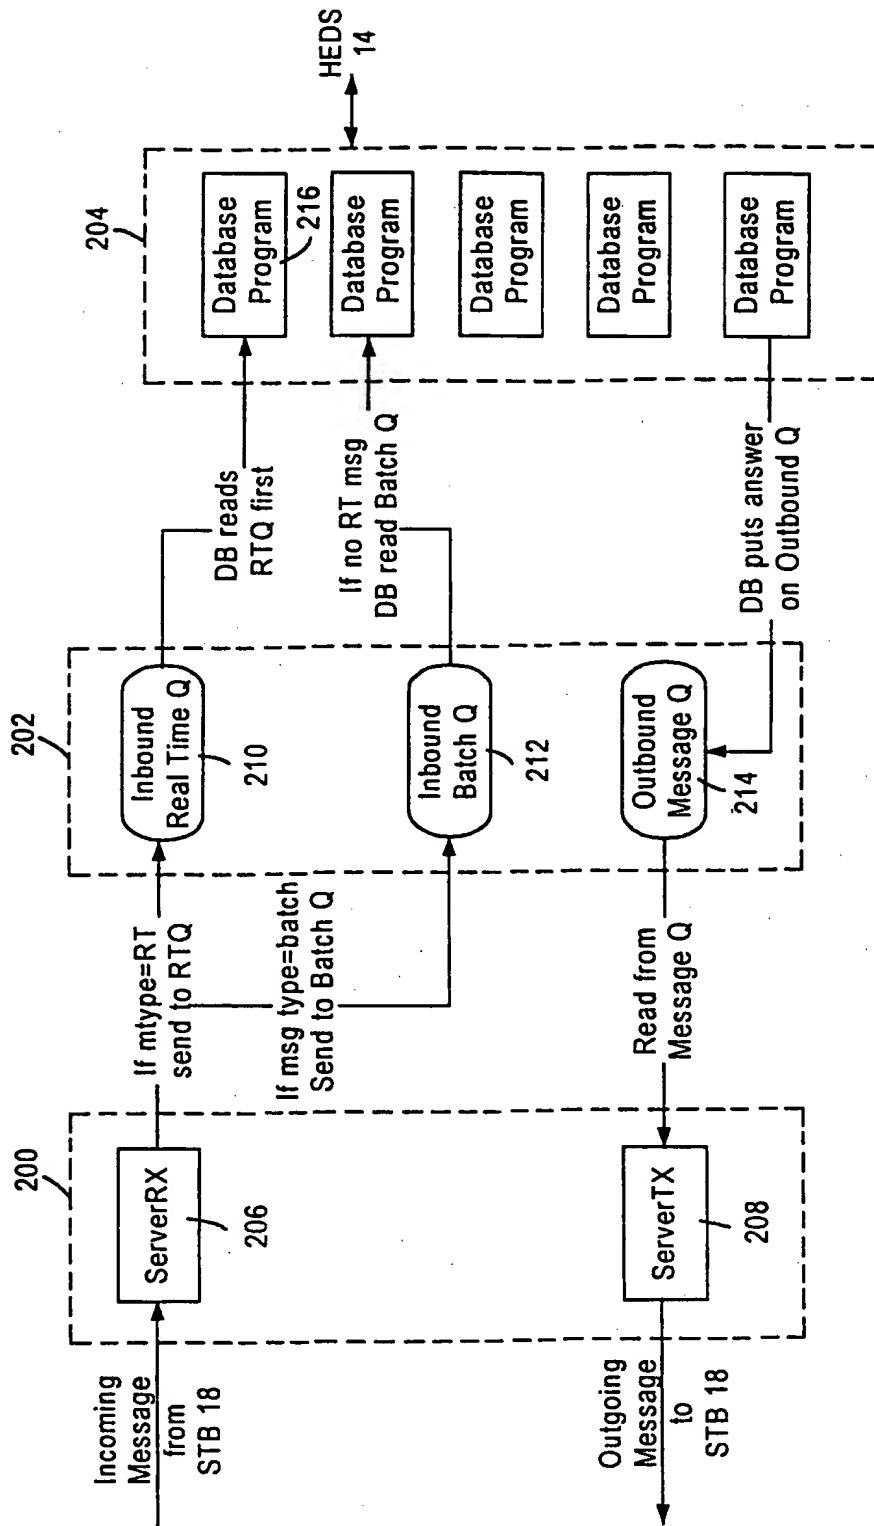 Incoming
Message
from
STB 18
Outgoing
Message
to
STB 18
200
ServerRX
206
ServerTX
208
If mtype=RT
send to RTQ
If msg type=batch
Send to Batch Q
Read from
Message Q
202
Inbound
Real Time Q
210
Inbound
Batch Q
212
Outbound
Message Q
214
DB reads
RTQ first
If no RT msg
DB read Batch Q
DB puts answer
on Outbound Q
204
Database
Program
216
Database
Program
Database
Program
Database
Program
Database
Program
HEDS
14